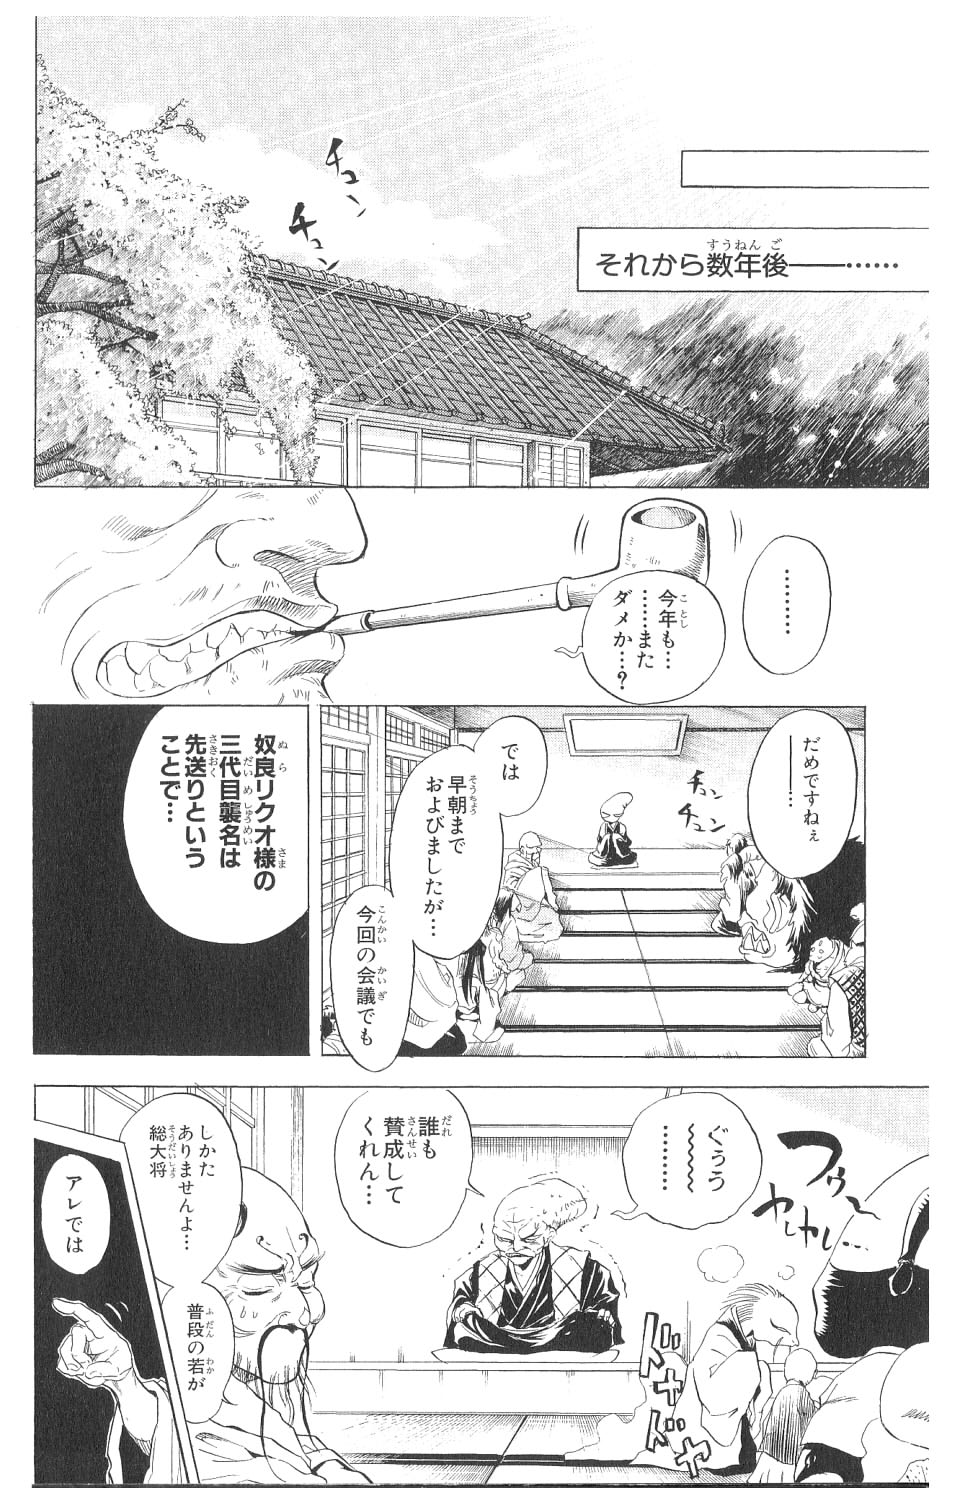 それから数年後――……
チュン
チュン
…………
今年も…
……また
ダメか…?
だめですねぇ
――……
チュン
チュン
では
早朝まで
およびましたが…
今回の会議でも
奴良リクオ様の
三代目襲名は
先送りという
ことで…
フゥ〜
やれやれ…
ぐぅう
〜〜〜〜
………
誰も
賛成して
くれん…
ドヤ
ドヤ
しかた
ありませんよ…
総大将
普段の若が
アレでは